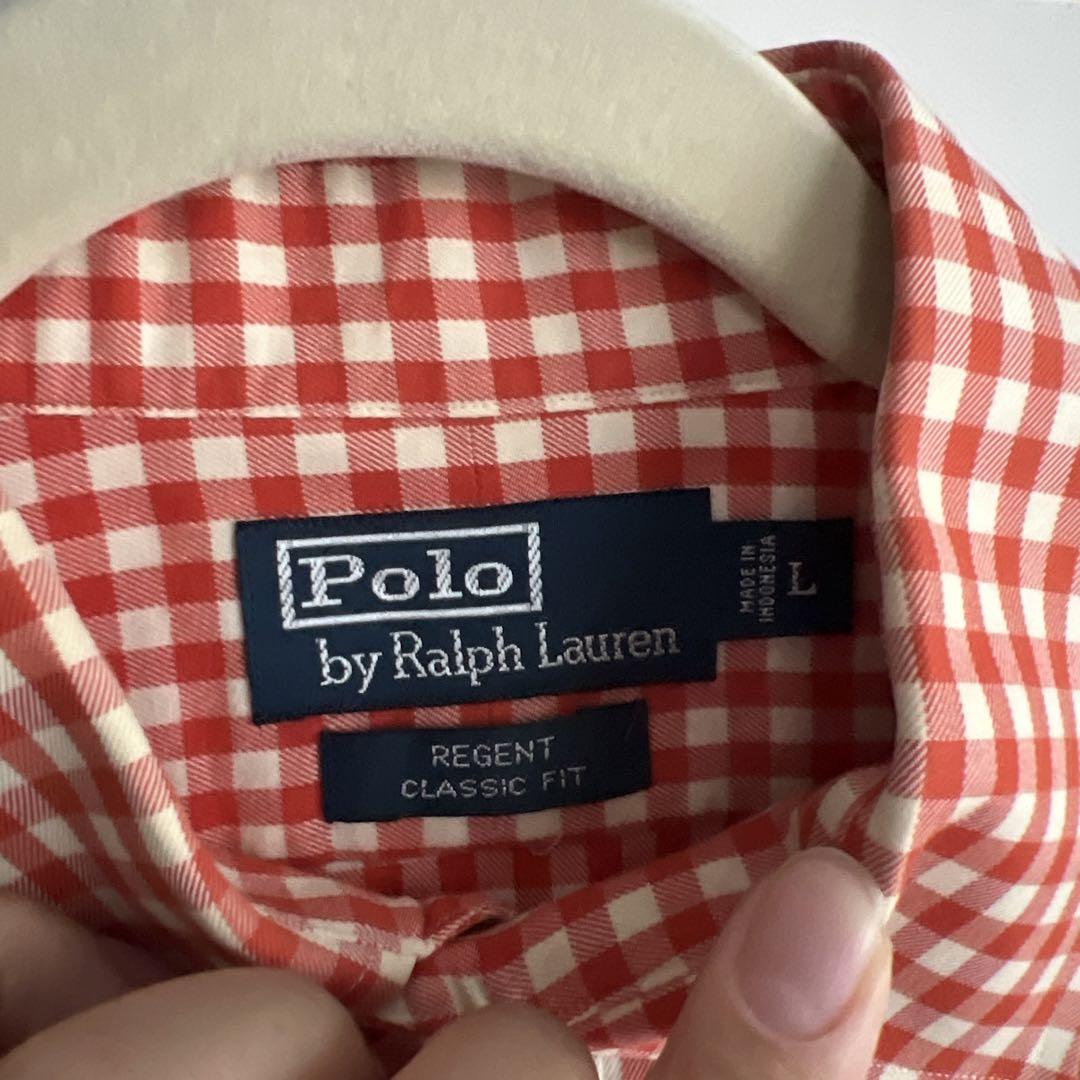 Polo
by Ralph Lauren
MADE IN
INDONESIA
L
REGENT
CLASSIC FIT